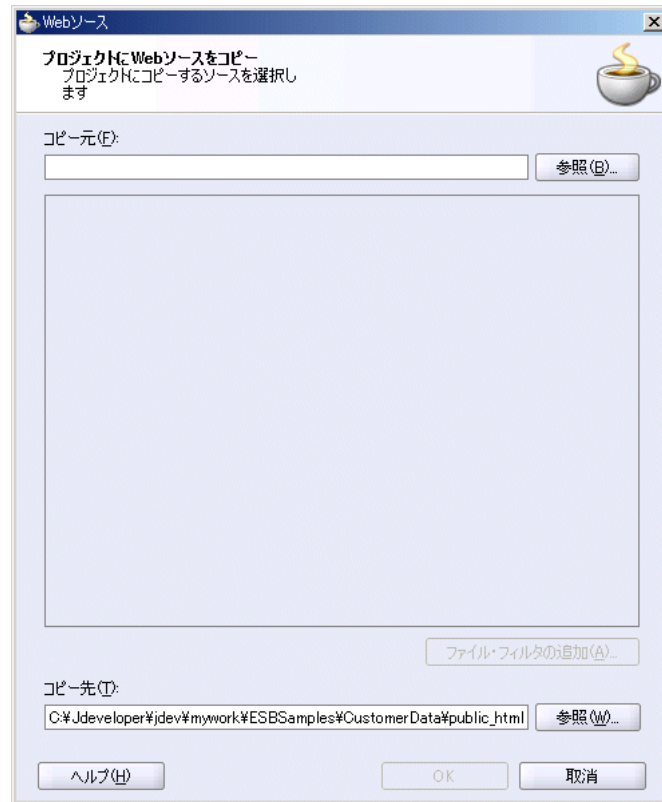 Webソース
プロジェクトにWebソースをコピー
プロジェクトにコピーするソースを選択し
ます
コピー元(F):
参照(B)...
ファイル・フィルタの追加(A)...
コピー先(T):
C:¥Jdeveloper¥jdev¥mywork¥ESBSamples¥CustomerData¥public_html
参照(W)...
ヘルプ(H)
OK
取消